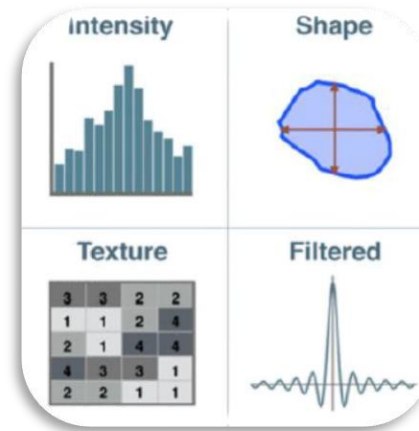 Intensity
Shape
Texture
Filtered
3 3 2 2
1 1 2 4
2 1 4 4
4 3 3 1
2 2 1 1